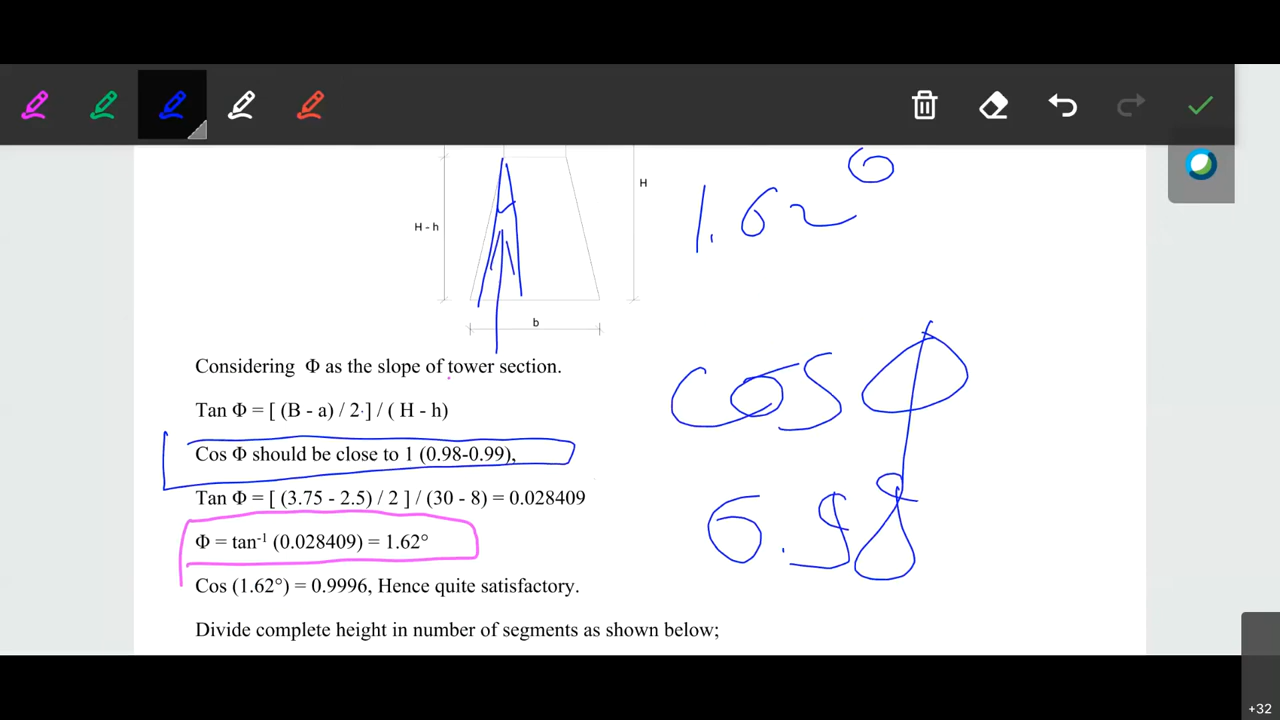 H
H - h
1.62°
b
Considering Φ as the slope of tower section.
Tan Φ = [ (B - a) / 2·] / ( H - h)
cos Φ
Cos Φ should be close to 1 (0.98-0.99),
Tan Φ = [ (3.75 - 2.5) / 2 ] / (30 - 8) = 0.028409
0.98
Φ = tan⁻¹ (0.028409) = 1.62°
Cos (1.62°) = 0.9996, Hence quite satisfactory.
Divide complete height in number of segments as shown below;
+32